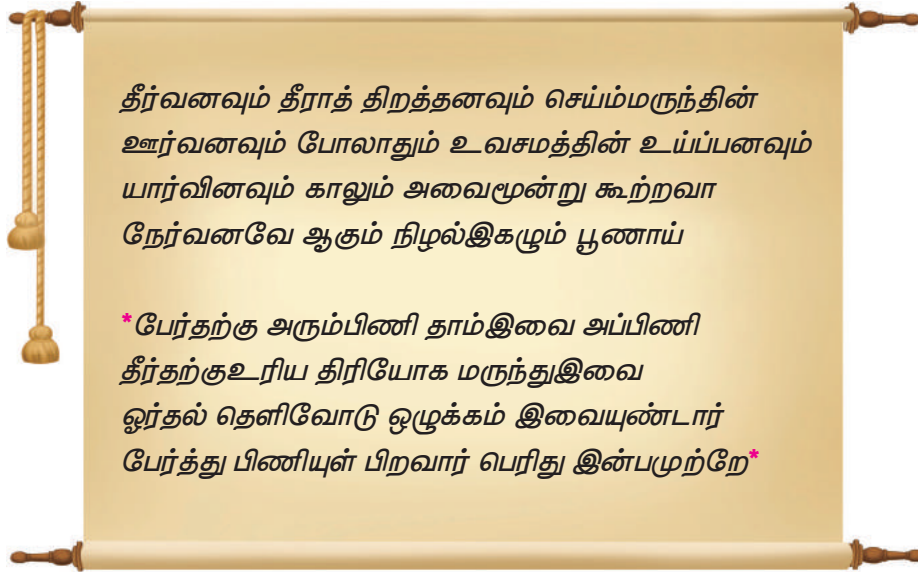 தீர்வனவும் தீராத் திறத்தனவும் செய்ம்மருந்தின்
ஊர்வனவும் போலாதும் உவசமத்தின் உய்ப்பனவும்
யார்வினவும் காலும் அவைமூன்று கூற்றவா
நேர்வனவே ஆகும் நிழல்இகழும் பூணாய்
*பேர்தற்கு அரும்பிணி தாம்இவை அப்பிணி
தீர்தற்குஉரிய திரியோக மருந்துஇவை
ஓர்தல் தெளிவோடு ஒழுக்கம் இவையுண்டார்
பேர்த்து பிணியுள் பிறவார் பெரிது இன்பமுற்றே*